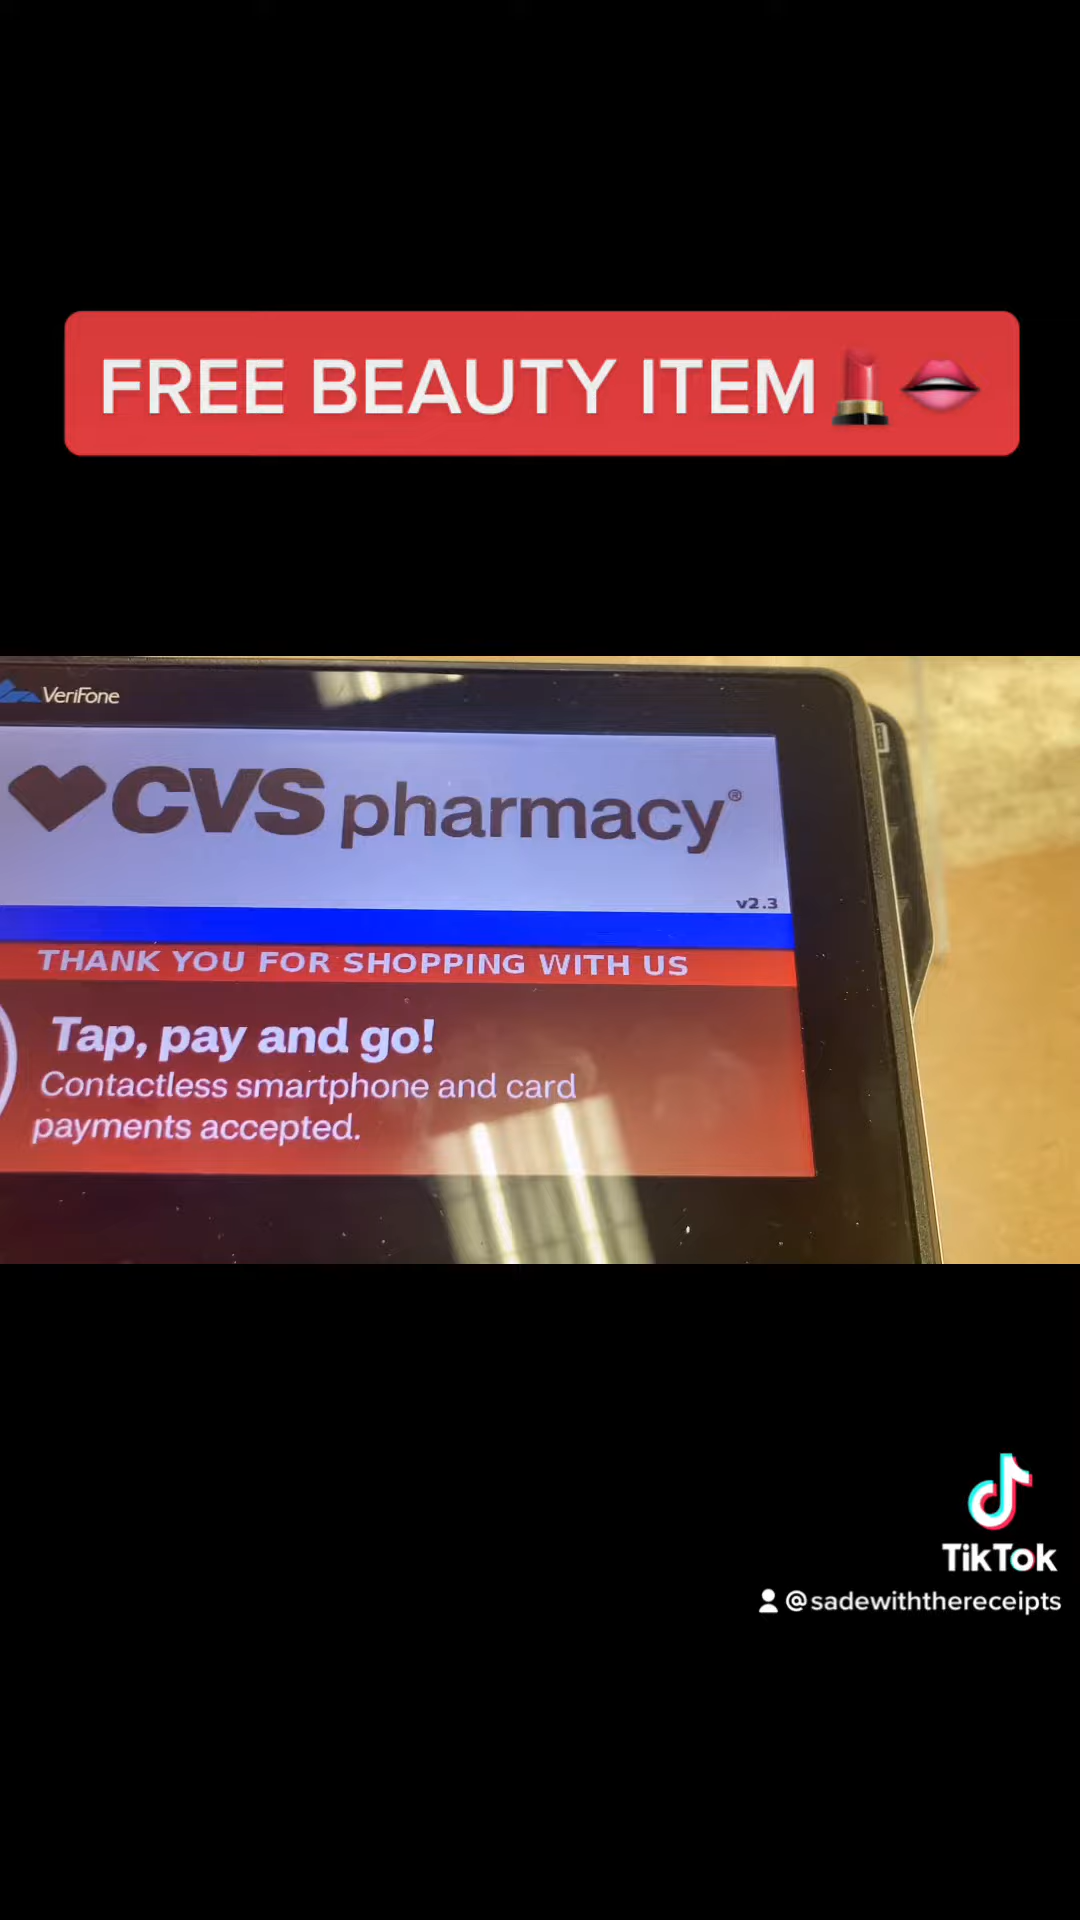 FREE BEAUTY ITEM💄👄
VeriFone
CVS pharmacy®
v2.3
THANK YOU FOR SHOPPING WITH US
Tap, pay and go!
Contactless smartphone and card
payments accepted.
TikTok
@sadewiththereceipts